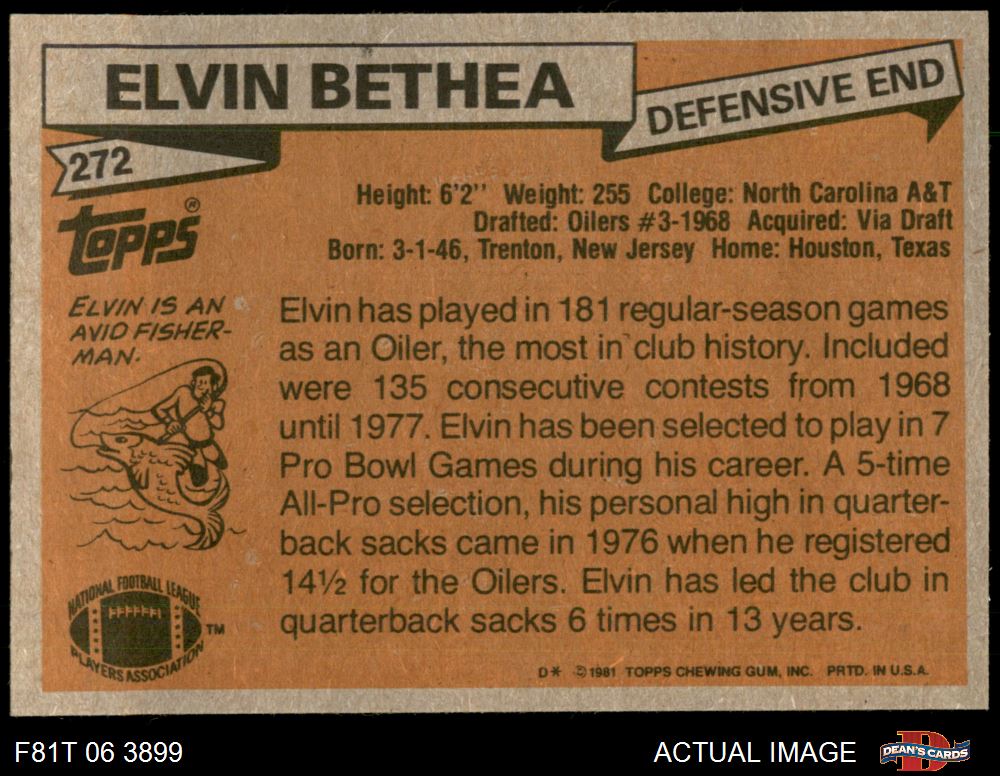 ELVIN BETHEA
DEFENSIVE END
272
TOPPS®
Height: 6'2'' Weight: 255 College: North Carolina A&T
Drafted: Oilers #3-1968 Acquired: Via Draft
Born: 3-1-46, Trenton, New Jersey Home: Houston, Texas
ELVIN IS AN
AVID FISHER-
MAN.
Elvin has played in 181 regular-season games
as an Oiler, the most in club history. Included
were 135 consecutive contests from 1968
until 1977. Elvin has been selected to play in 7
Pro Bowl Games during his career. A 5-time
All-Pro selection, his personal high in quarter-
back sacks came in 1976 when he registered
14½ for the Oilers. Elvin has led the club in
quarterback sacks 6 times in 13 years.
NATIONAL FOOTBALL LEAGUE
PLAYERS ASSOCIATION
TM
D* © 1981 TOPPS CHEWING GUM, INC. PRTD. IN U.S.A.
F81T 06 3899
ACTUAL IMAGE
D
DEAN'S CARDS